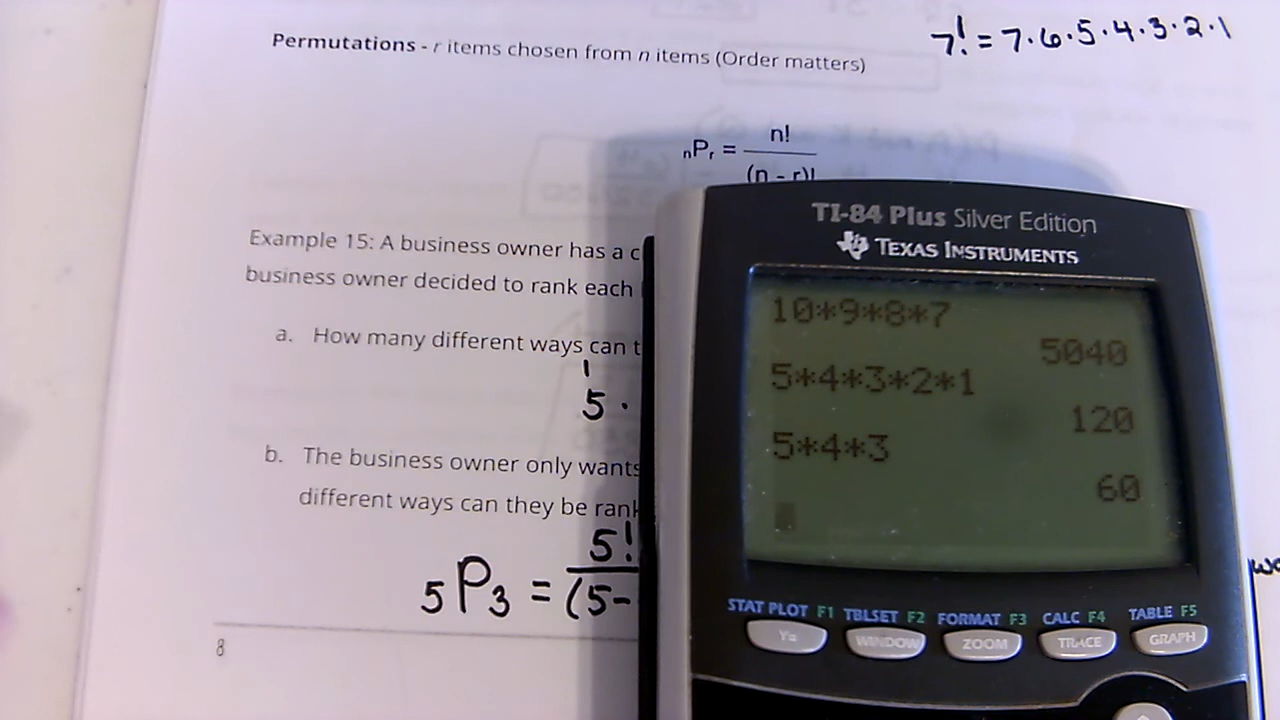 7! = 7·6·5·4·3·2·1
Permutations - r items chosen from n items (Order matters)
nPr = n!
(n - r)!
Example 15: A business owner has a c
business owner decided to rank each
a. How many different ways can t
1
5 ·
b. The business owner only wants
different ways can they be rank
5P3 = 5!
(5-
8
TI-84 Plus Silver Edition
TEXAS INSTRUMENTS
10*9*8*7
5040
5*4*3*2*1
120
5*4*3
60
STAT PLOT F1 TBLSET F2 FORMAT F3 CALC F4 TABLE F5
Y= WINDOW ZOOM TRACE GRAPH